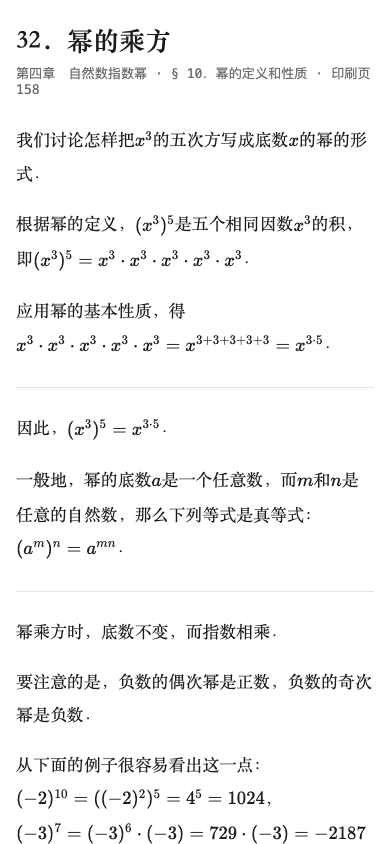 32. 幂的乘方
第四章 自然数指数幂 · § 10. 幂的定义和性质 · 印刷页
158
我们讨论怎样把x³的五次方写成底数x的幂的形
式.
根据幂的定义，(x³)⁵是五个相同因数x³的积，
即(x³)⁵ = x³ · x³ · x³ · x³ · x³.
应用幂的基本性质，得
x³ · x³ · x³ · x³ · x³ = x³⁺³⁺³⁺³⁺³ = x³·⁵.
因此，(x³)⁵ = x³·⁵.
一般地，幂的底数a是一个任意数，而m和n是
任意的自然数，那么下列等式是真等式：
(aᵐ)ⁿ = aᵐⁿ.
幂乘方时，底数不变，而指数相乘.
要注意的是，负数的偶次幂是正数，负数的奇次
幂是负数.
从下面的例子很容易看出这一点：
(−2)¹⁰ = ((−2)²)⁵ = 4⁵ = 1024,
(−3)⁷ = (−3)⁶ · (−3) = 729 · (−3) = −2187